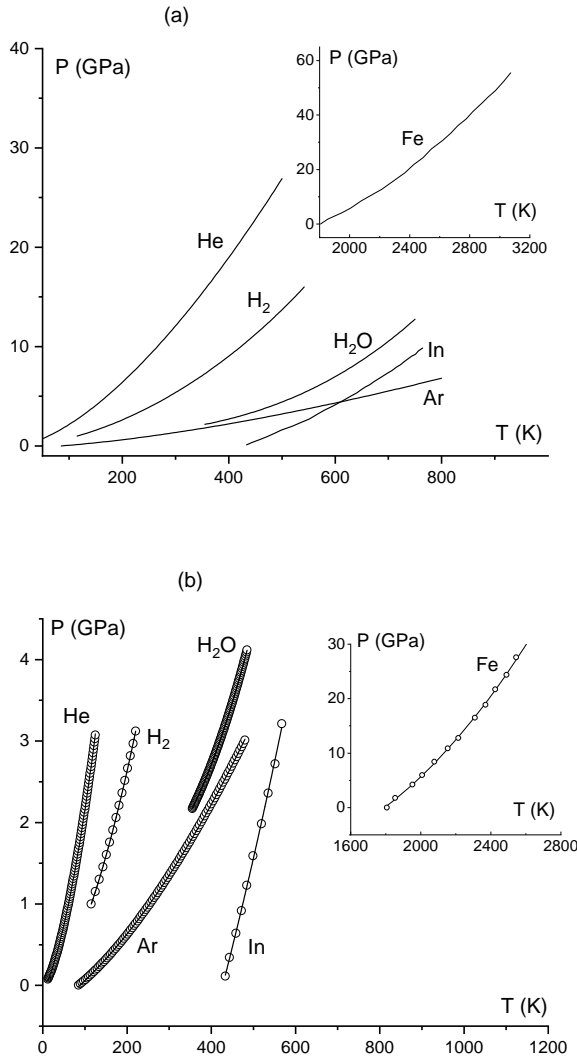 (a)
P (GPa)
40
30
20
10
0
He
H₂
H₂O
In
Ar
T (K)
200 400 600 800
P (GPa)
60
40
20
0
Fe
T (K)
2000 2400 2800 3200
(b)
P (GPa)
4
3
2
1
0
He
H₂
H₂O
Ar
In
T (K)
0 200 400 600 800 1000 1200
P (GPa)
30
20
10
0
Fe
T (K)
1600 2000 2400 2800